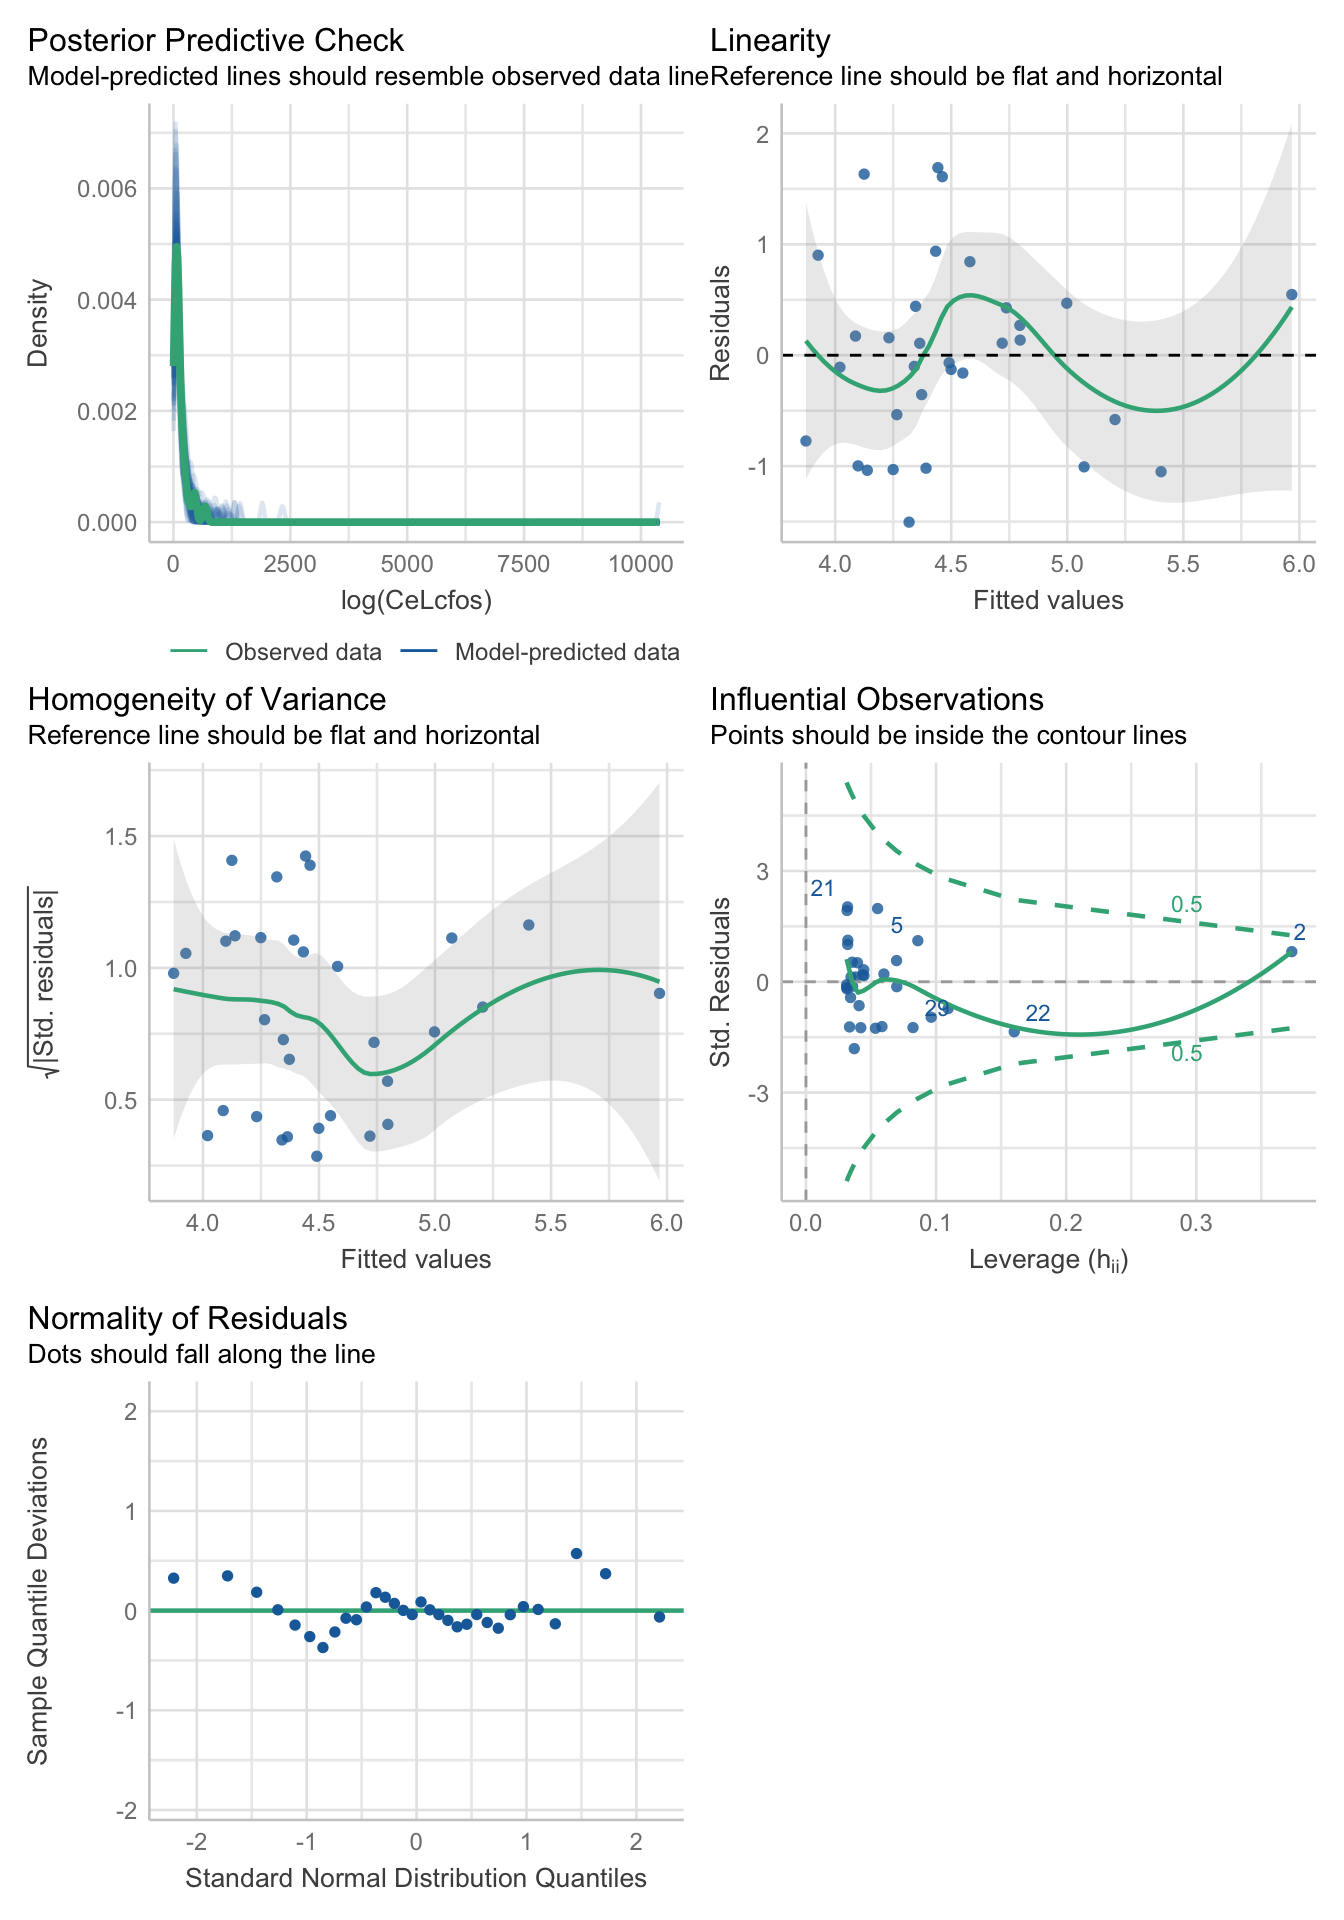 Posterior Predictive Check
Model-predicted lines should resemble observed data line
Density
0.006
0.004
0.002
0.000
0 2500 5000 7500 10000
log(CeLcfos)
Observed data Model-predicted data
Linearity
Reference line should be flat and horizontal
Residuals
2
1
0
-1
4.0 4.5 5.0 5.5 6.0
Fitted values
Homogeneity of Variance
Reference line should be flat and horizontal
√|Std. residuals|
1.5
1.0
0.5
4.0 4.5 5.0 5.5 6.0
Fitted values
Influential Observations
Points should be inside the contour lines
Std. Residuals
3
0
-3
21
5
29
22
2
0.5
0.5
0.0 0.1 0.2 0.3
Leverage (hᵢᵢ)
Normality of Residuals
Dots should fall along the line
Sample Quantile Deviations
2
1
0
-1
-2
-2 -1 0 1 2
Standard Normal Distribution Quantiles